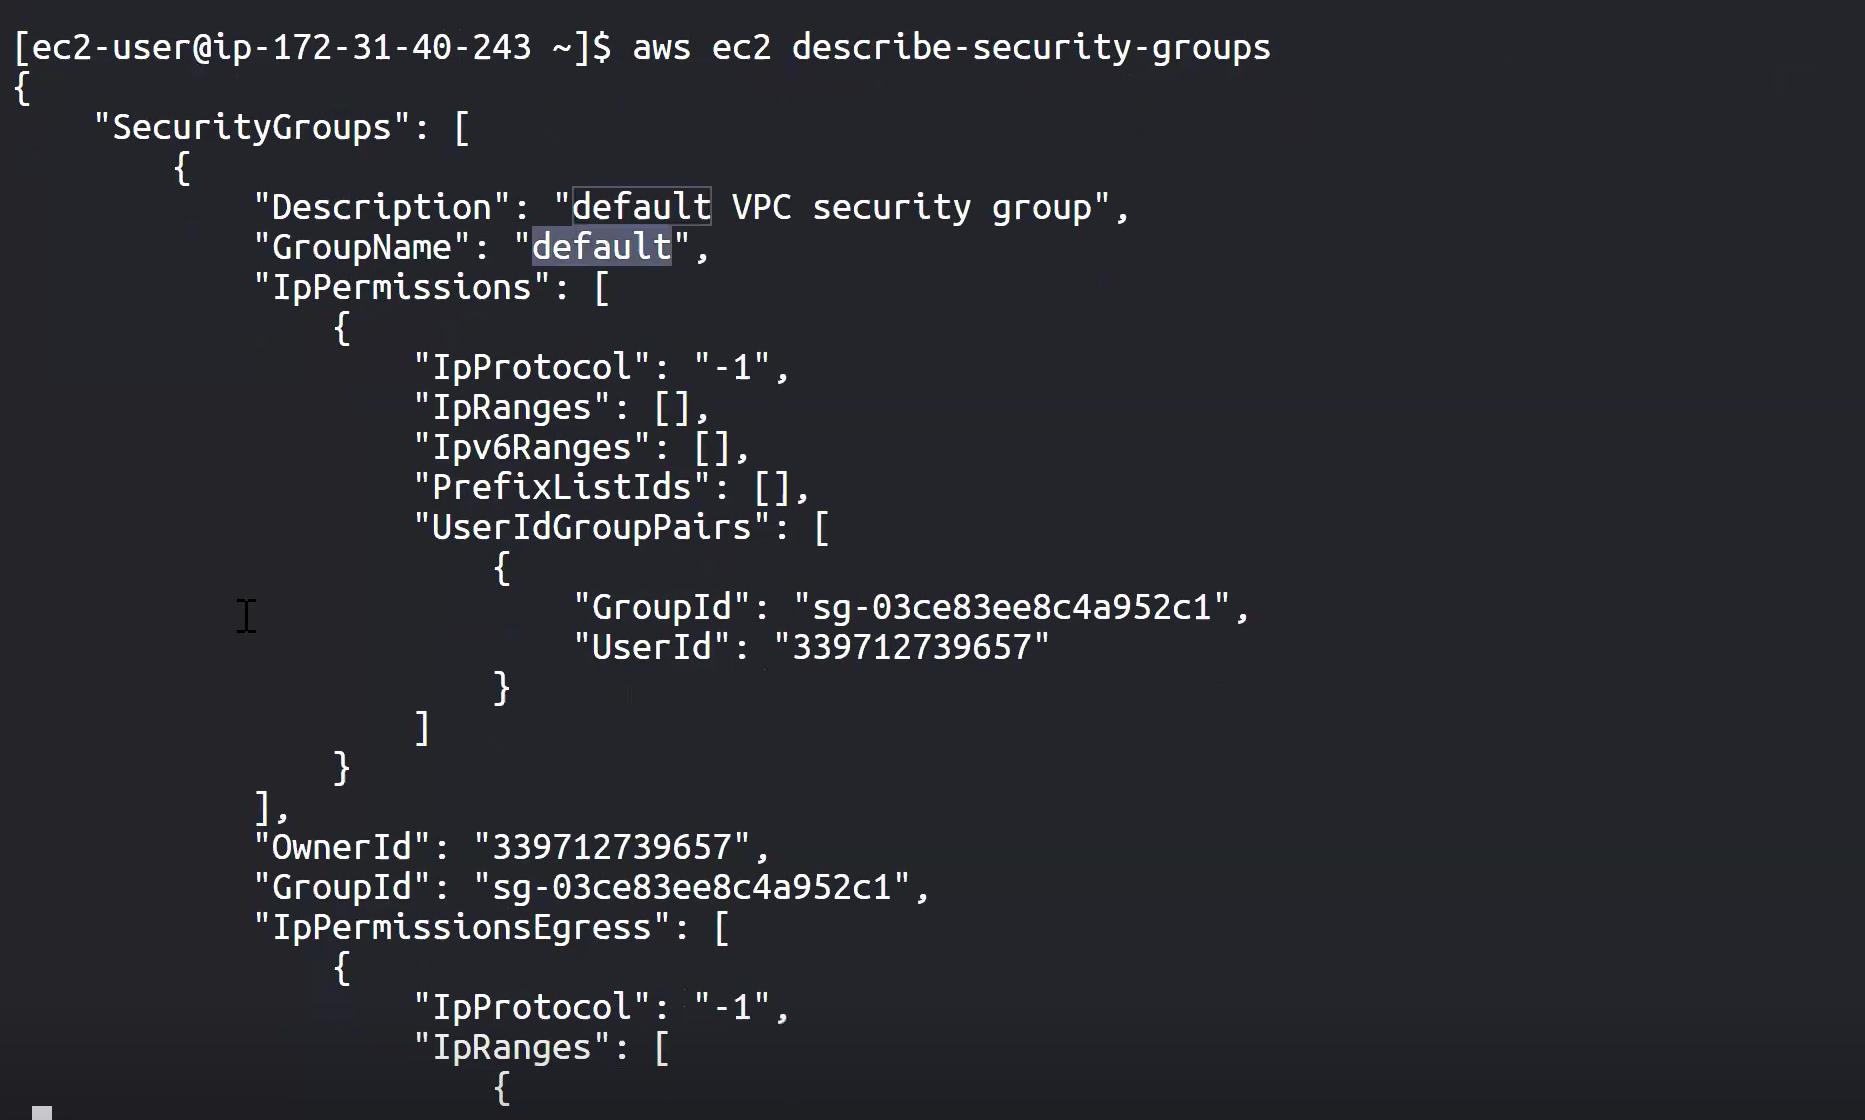 [ec2-user@ip-172-31-40-243 ~]$ aws ec2 describe-security-groups
{
    "SecurityGroups": [
        {
            "Description": "default VPC security group",
            "GroupName": "default",
            "IpPermissions": [
                {
                    "IpProtocol": "-1",
                    "IpRanges": [],
                    "Ipv6Ranges": [],
                    "PrefixListIds": [],
                    "UserIdGroupPairs": [
                        {
                            "GroupId": "sg-03ce83ee8c4a952c1",
                            "UserId": "339712739657"
                        }
                    ]
                }
            ],
            "OwnerId": "339712739657",
            "GroupId": "sg-03ce83ee8c4a952c1",
            "IpPermissionsEgress": [
                {
                    "IpProtocol": "-1",
                    "IpRanges": [
                        {